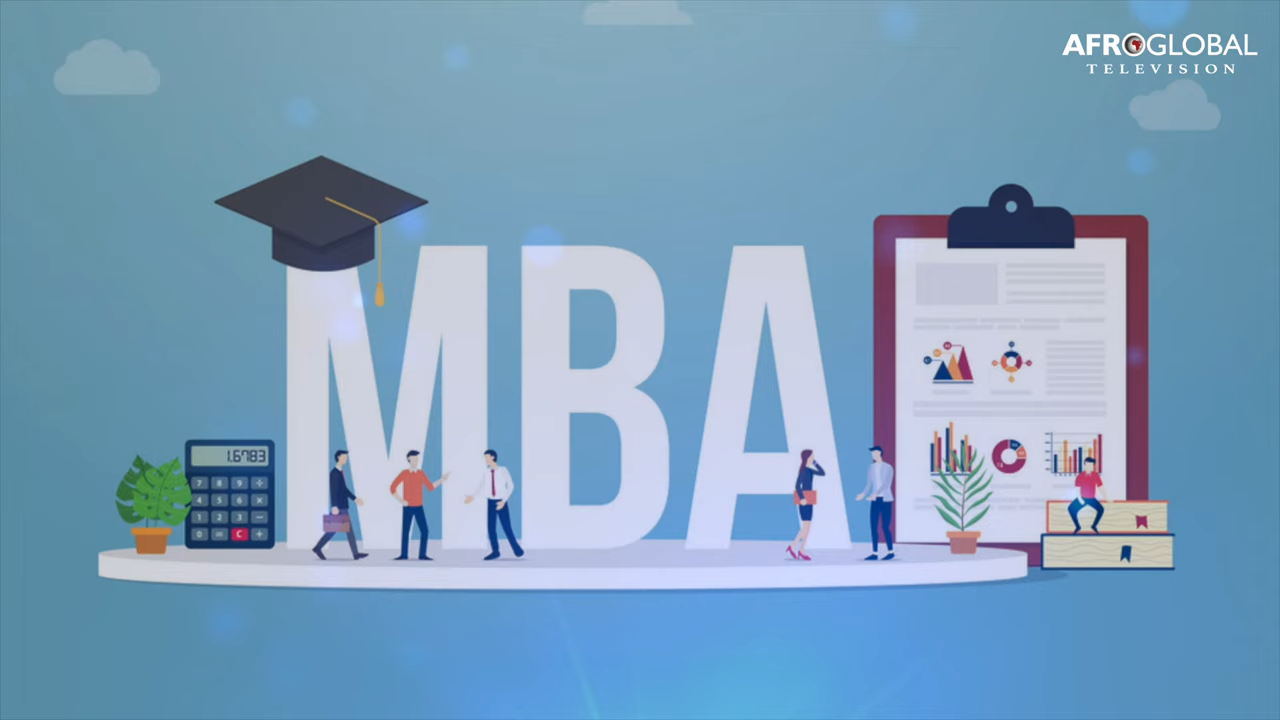 AFROGLOBAL
TELEVISION
MBA
1.6783
7 8 9 ÷
4 5 6 ×
1 2 3 −
0 = C +